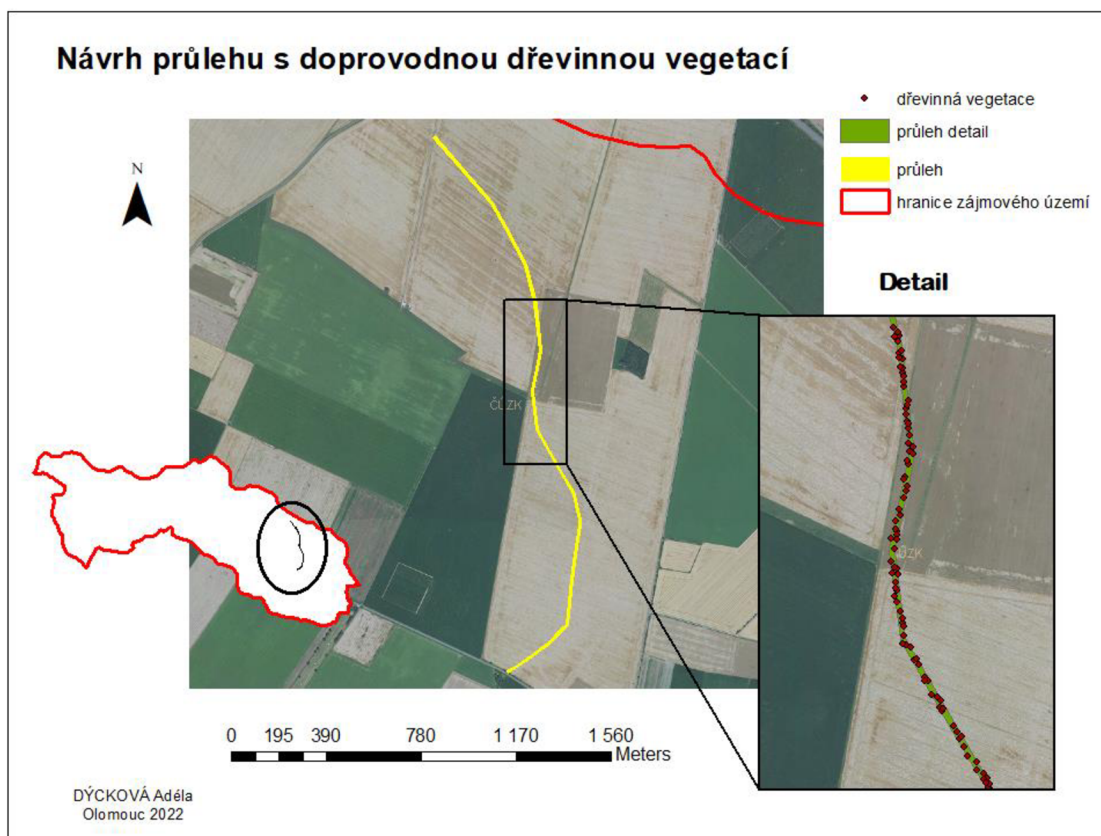 Návrh průlehu s doprovodnou dřevinnou vegetací
dřevinná vegetace
průleh detail
průleh
hranice zájmového území
N
Detail
ČÚZK
ČÚZK
0 195 390 780 1 170 1 560
Meters
DÝCKOVÁ Adéla
Olomouc 2022